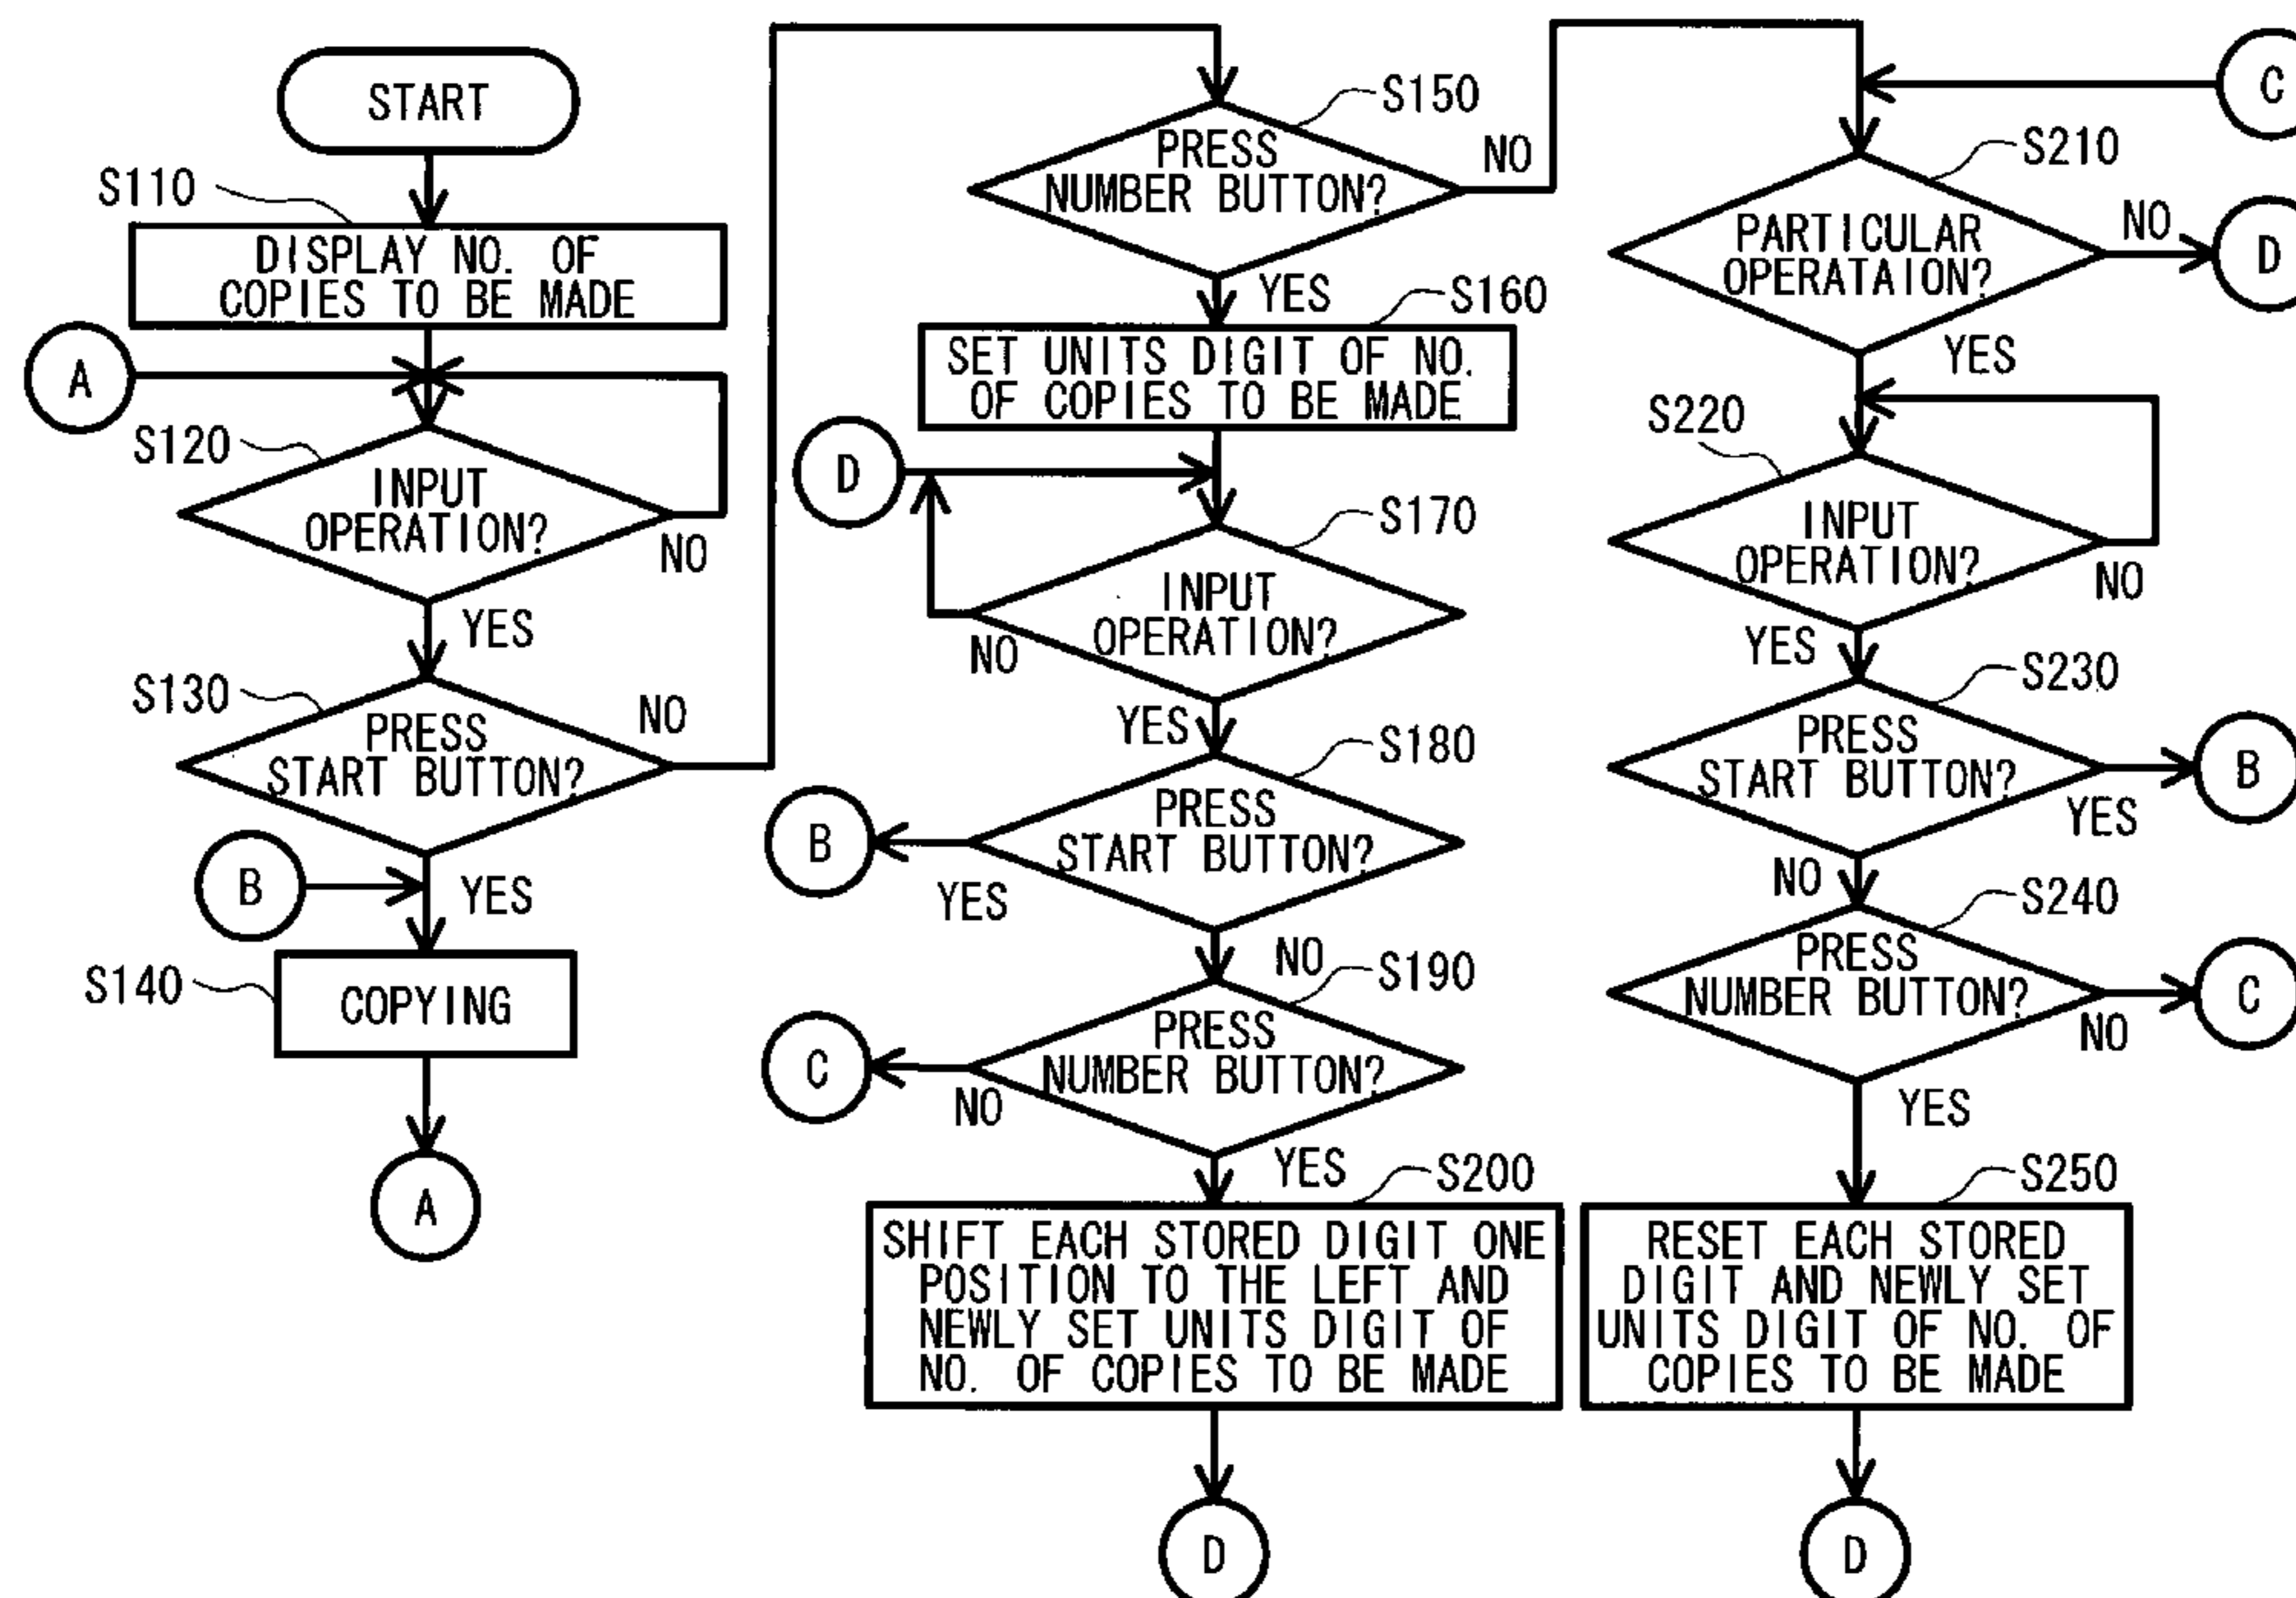 START
S110
DISPLAY NO. OF
COPIES TO BE MADE
A
S120
INPUT
OPERATION?
NO
YES
S130
PRESS
START BUTTON?
NO
B
YES
S140
COPYING
A
S150
PRESS
NUMBER BUTTON?
NO
YES
S160
SET UNITS DIGIT OF NO.
OF COPIES TO BE MADE
D
S170
INPUT
OPERATION?
NO
YES
S180
PRESS
START BUTTON?
B
YES
NO
S190
PRESS
NUMBER BUTTON?
C
NO
YES
S200
SHIFT EACH STORED DIGIT ONE
POSITION TO THE LEFT AND
NEWLY SET UNITS DIGIT OF
NO. OF COPIES TO BE MADE
D
C
S210
PARTICULAR
OPERATAION?
NO
D
YES
S220
INPUT
OPERATION?
NO
YES
S230
PRESS
START BUTTON?
B
YES
NO
S240
PRESS
NUMBER BUTTON?
C
NO
YES
S250
RESET EACH STORED
DIGIT AND NEWLY SET
UNITS DIGIT OF NO. OF
COPIES TO BE MADE
D